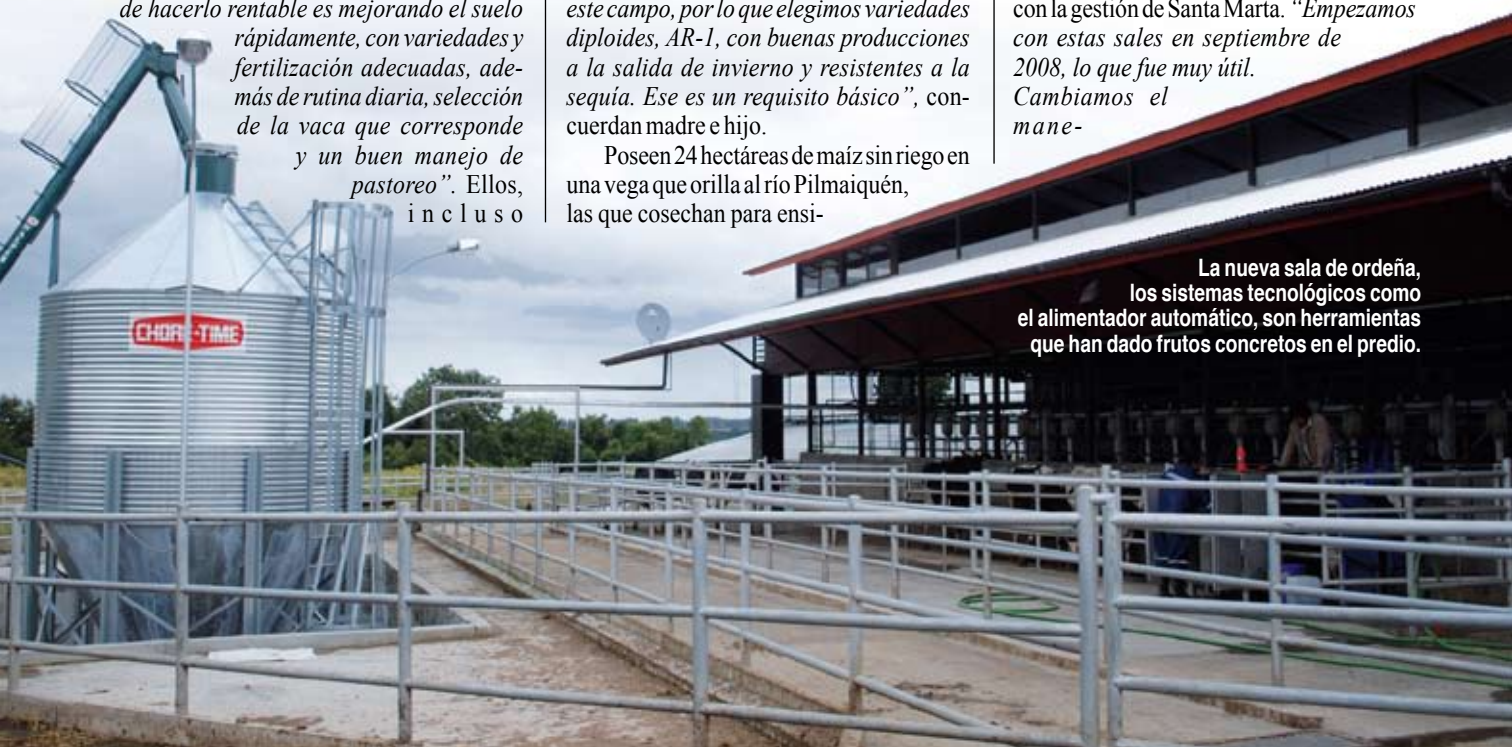 de hacerlo rentable es mejorando el suelo
rápidamente, con variedades y
fertilización adecuadas, ade-
más de rutina diaria, selección
de la vaca que corresponde
y un buen manejo de
pastoreo”. Ellos,
incluso
este campo, por lo que elegimos variedades
diploides, AR-1, con buenas producciones
a la salida de invierno y resistentes a la
sequía. Ese es un requisito básico”, con-
cuerdan madre e hijo.
Poseen 24 hectáreas de maíz sin riego en
una vega que orilla al río Pilmaiquén,
las que cosechan para ensi-
con la gestión de Santa Marta. “Empezamos
con estas sales en septiembre de
2008, lo que fue muy útil.
Cambiamos el
mane-
La nueva sala de ordeña,
los sistemas tecnológicos como
el alimentador automático, son herramientas
que han dado frutos concretos en el predio.
CHORE-TIME